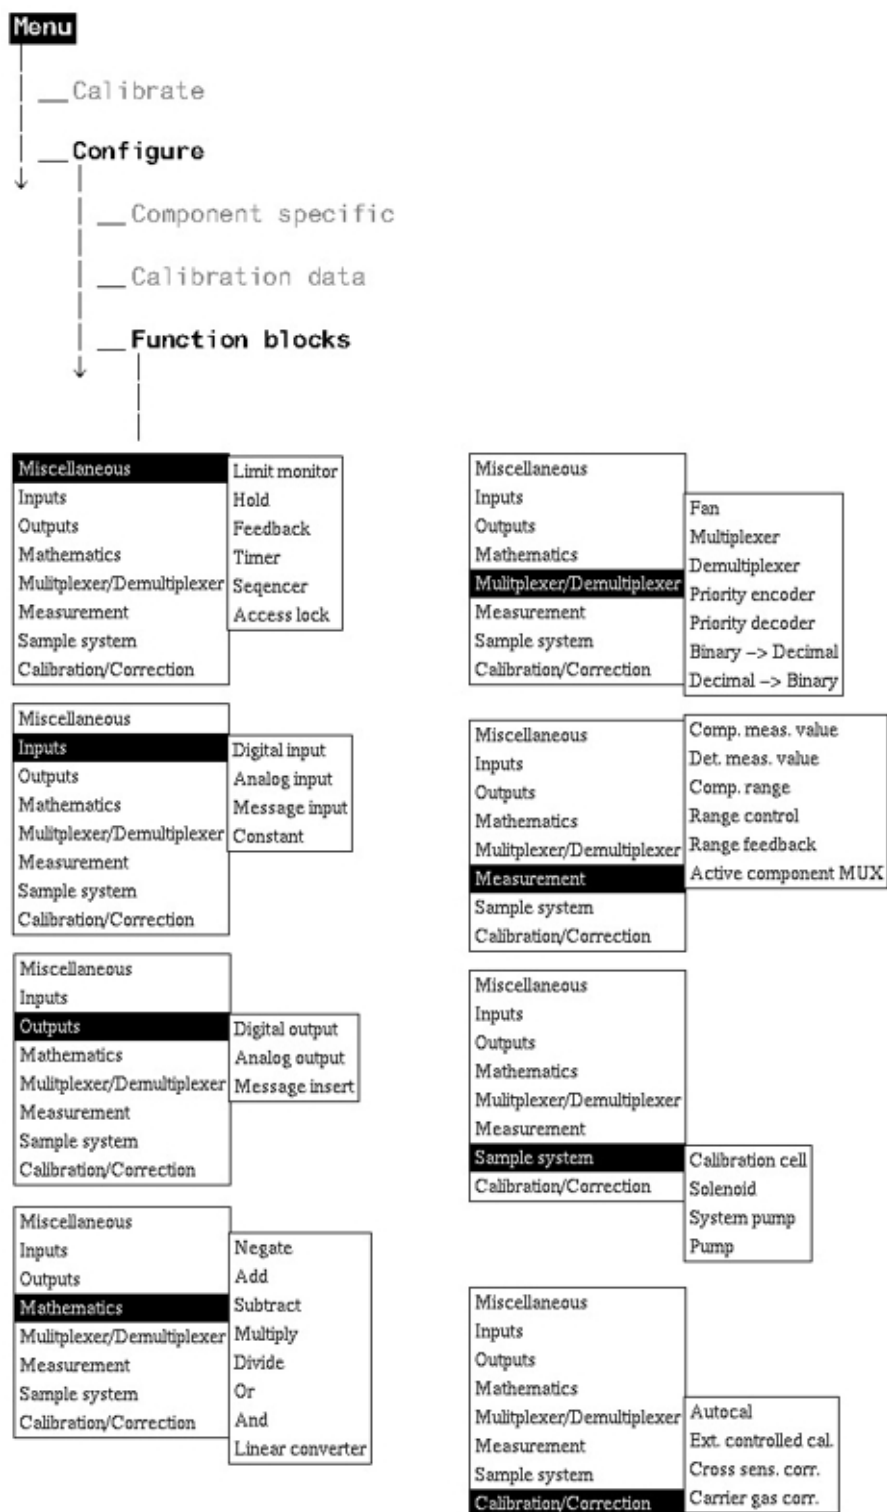 Menu
Calibrate
Configure
Component specific
Calibration data
Function blocks
Miscellaneous
Inputs
Outputs
Mathematics
Mulitplexer/Demultiplexer
Measurement
Sample system
Calibration/Correction
Limit monitor
Hold
Feedback
Timer
Seqencer
Access lock
Miscellaneous
Inputs
Outputs
Mathematics
Mulitplexer/Demultiplexer
Measurement
Sample system
Calibration/Correction
Digital input
Analog input
Message input
Constant
Miscellaneous
Inputs
Outputs
Mathematics
Mulitplexer/Demultiplexer
Measurement
Sample system
Calibration/Correction
Digital output
Analog output
Message insert
Miscellaneous
Inputs
Outputs
Mathematics
Mulitplexer/Demultiplexer
Measurement
Sample system
Calibration/Correction
Negate
Add
Subtract
Multiply
Divide
Or
And
Linear converter
Miscellaneous
Inputs
Outputs
Mathematics
Mulitplexer/Demultiplexer
Measurement
Sample system
Calibration/Correction
Fan
Multiplexer
Demultiplexer
Priority encoder
Priority decoder
Binary –> Decimal
Decimal –> Binary
Miscellaneous
Inputs
Outputs
Mathematics
Mulitplexer/Demultiplexer
Measurement
Sample system
Calibration/Correction
Comp. meas. value
Det. meas. value
Comp. range
Range control
Range feedback
Active component MUX
Miscellaneous
Inputs
Outputs
Mathematics
Mulitplexer/Demultiplexer
Measurement
Sample system
Calibration/Correction
Calibration cell
Solenoid
System pump
Pump
Miscellaneous
Inputs
Outputs
Mathematics
Mulitplexer/Demultiplexer
Measurement
Sample system
Calibration/Correction
Autocal
Ext. controlled cal.
Cross sens. corr.
Carrier gas corr.